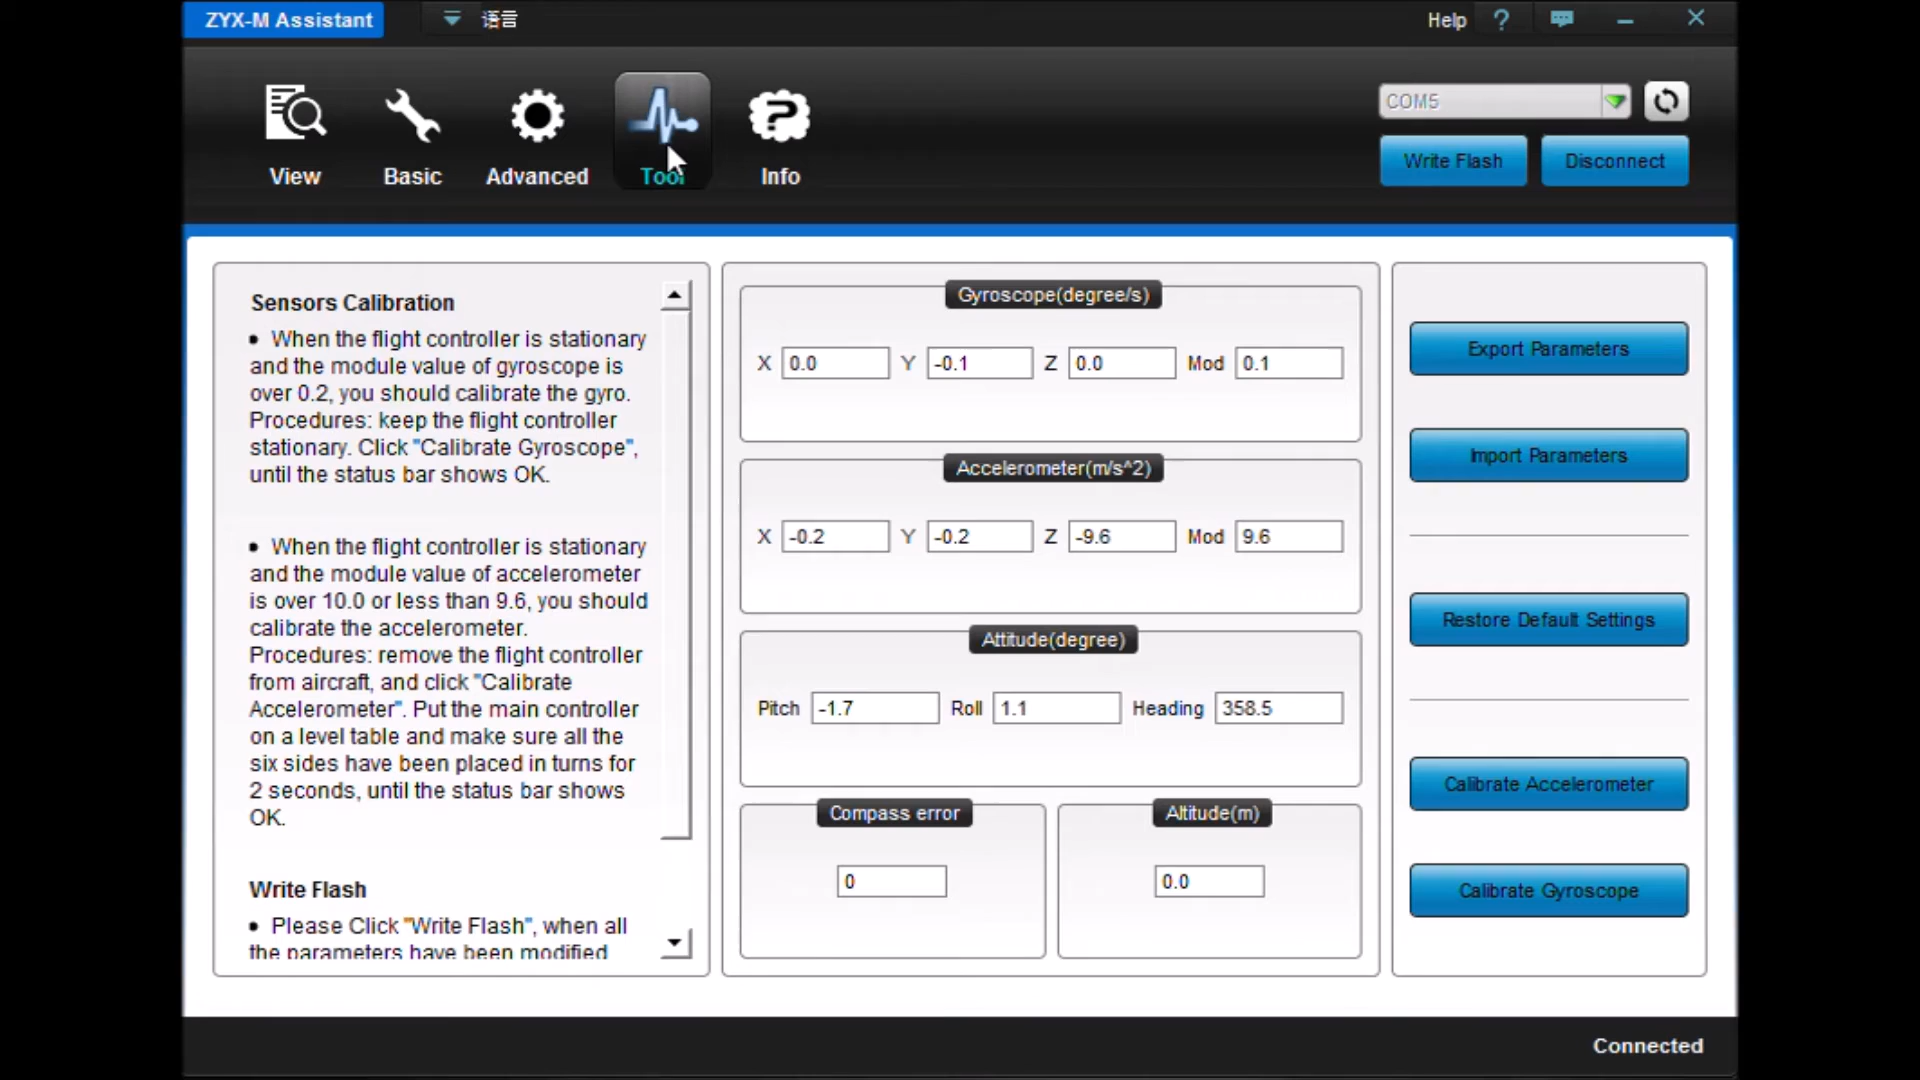 ZYX-M Assistant
语言
Help
View
Basic
Advanced
Tool
Info
COM5
Write Flash
Disconnect
Sensors Calibration
• When the flight controller is stationary
and the module value of gyroscope is
over 0.2, you should calibrate the gyro.
Procedures: keep the flight controller
stationary. Click "Calibrate Gyroscope",
until the status bar shows OK.
• When the flight controller is stationary
and the module value of accelerometer
is over 10.0 or less than 9.6, you should
calibrate the accelerometer.
Procedures: remove the flight controller
from aircraft, and click "Calibrate
Accelerometer". Put the main controller
on a level table and make sure all the
six sides have been placed in turns for
2 seconds, until the status bar shows
OK.
Write Flash
• Please Click "Write Flash", when all
the parameters have been modified
Gyroscope(degree/s)
X 0.0 Y -0.1 Z 0.0 Mod 0.1
Accelerometer(m/s^2)
X -0.2 Y -0.2 Z -9.6 Mod 9.6
Attitude(degree)
Pitch -1.7 Roll 1.1 Heading 358.5
Compass error
0
Altitude(m)
0.0
Export Parameters
Import Parameters
Restore Default Settings
Calibrate Accelerometer
Calibrate Gyroscope
Connected